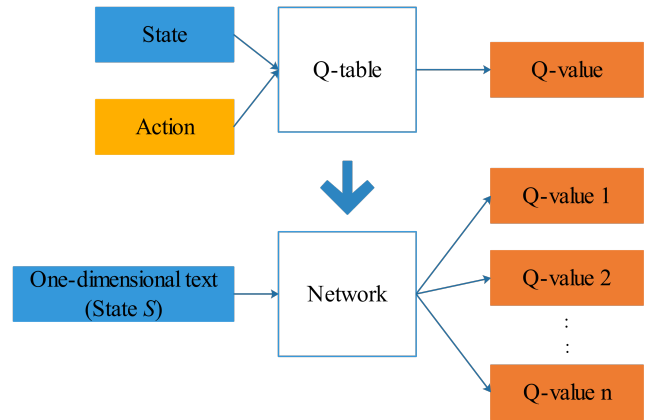 State
Q-table
Q-value
Action
Q-value 1
One-dimensional text
(State S)
Network
Q-value 2
:
:
Q-value n